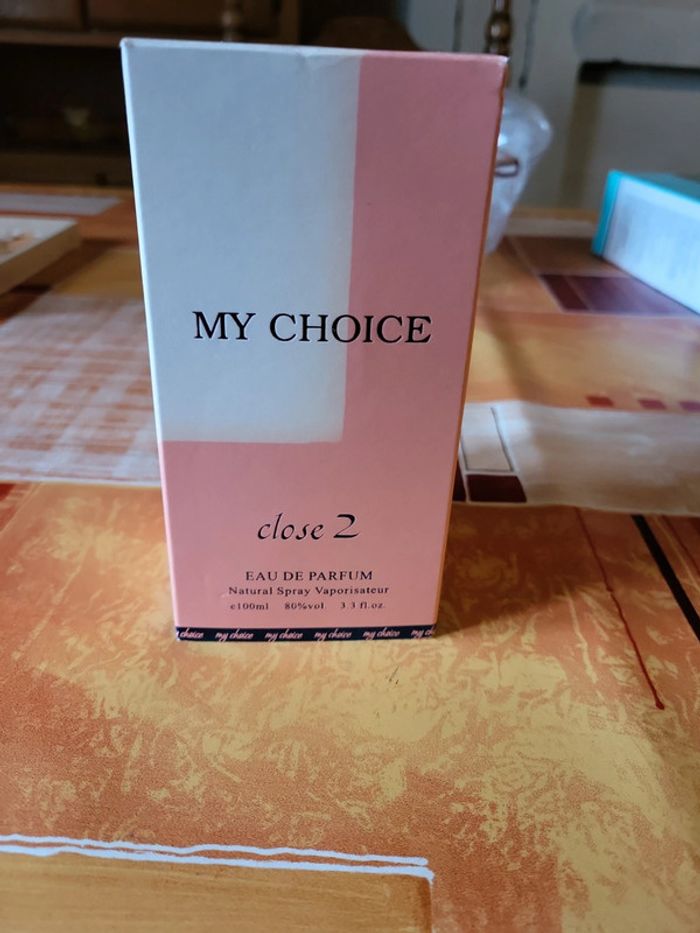 MY CHOICE
close 2
EAU DE PARFUM
Natural Spray Vaporisateur
e100ml 80%vol 3.3 fl.oz.
choice my choice my choice my choice my choice my